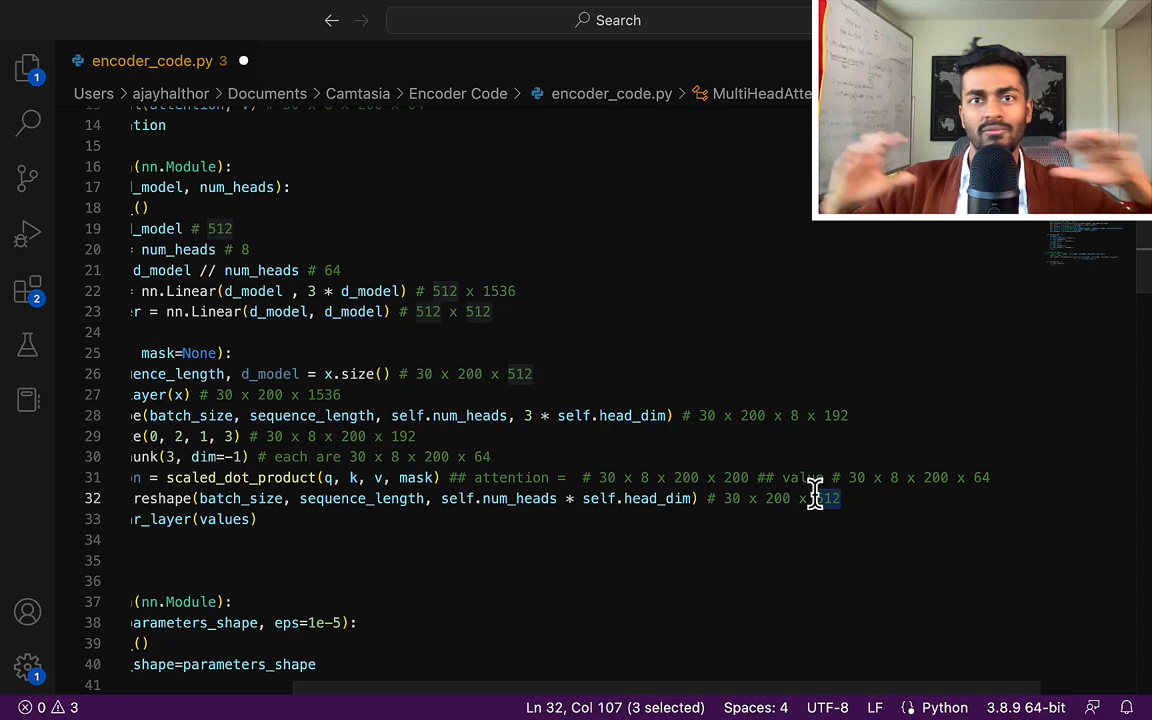 Search
1
encoder_code.py 3
Users > ajayhalthor > Documents > Camtasia > Encoder Code > encoder_code.py > MultiHeadAtte
14 ıtion
15
16 (nn.Module):
17 l_model, num_heads):
18 ()
19 l_model # 512
20 = num_heads # 8
21 d_model // num_heads # 64
22 = nn.Linear(d_model , 3 * d_model) # 512 x 1536
23 er = nn.Linear(d_model, d_model) # 512 x 512
24
25 mask=None):
26 ence_length, d_model = x.size() # 30 x 200 x 512
27 ayer(x) # 30 x 200 x 1536
28 e(batch_size, sequence_length, self.num_heads, 3 * self.head_dim) # 30 x 200 x 8 x 192
29 e(0, 2, 1, 3) # 30 x 8 x 200 x 192
30 unk(3, dim=-1) # each are 30 x 8 x 200 x 64
31 on = scaled_dot_product(q, k, v, mask) ## attention = # 30 x 8 x 200 x 200 ## value # 30 x 8 x 200 x 64
32 reshape(batch_size, sequence_length, self.num_heads * self.head_dim) # 30 x 200 x 512
33 r_layer(values)
34
35
36
37 (nn.Module):
38 arameters_shape, eps=1e-5):
39 ()
40 _shape=parameters_shape
41
2
1
0 3
Ln 32, Col 107 (3 selected) Spaces: 4 UTF-8 LF Python 3.8.9 64-bit